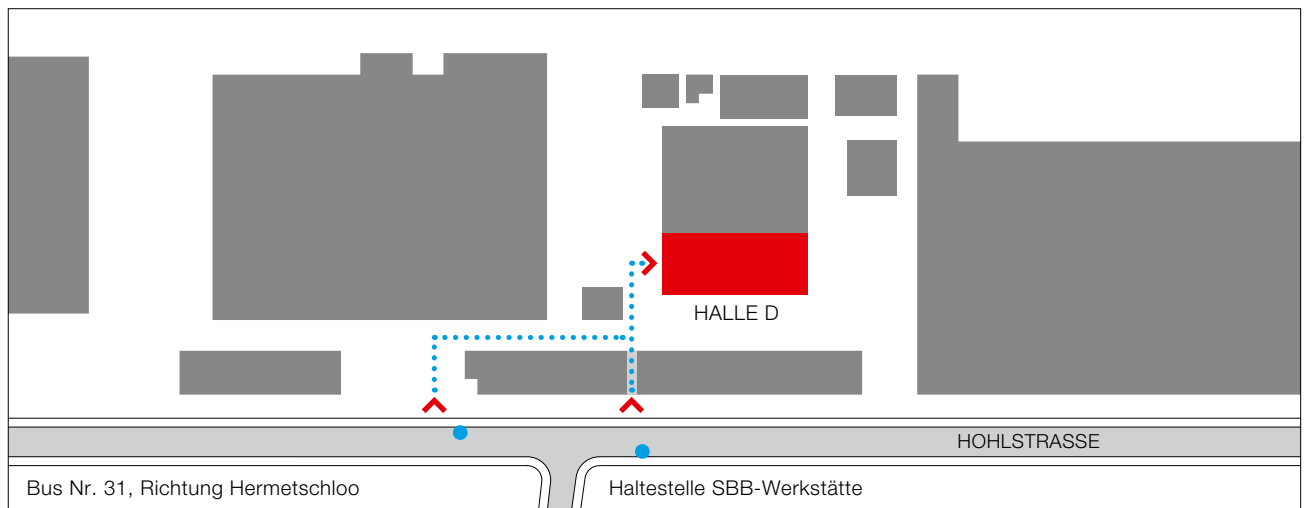 HALLE D
HOHLSTRASSE
Bus Nr. 31, Richtung Hermetschloo
Haltestelle SBB-Werkstätte